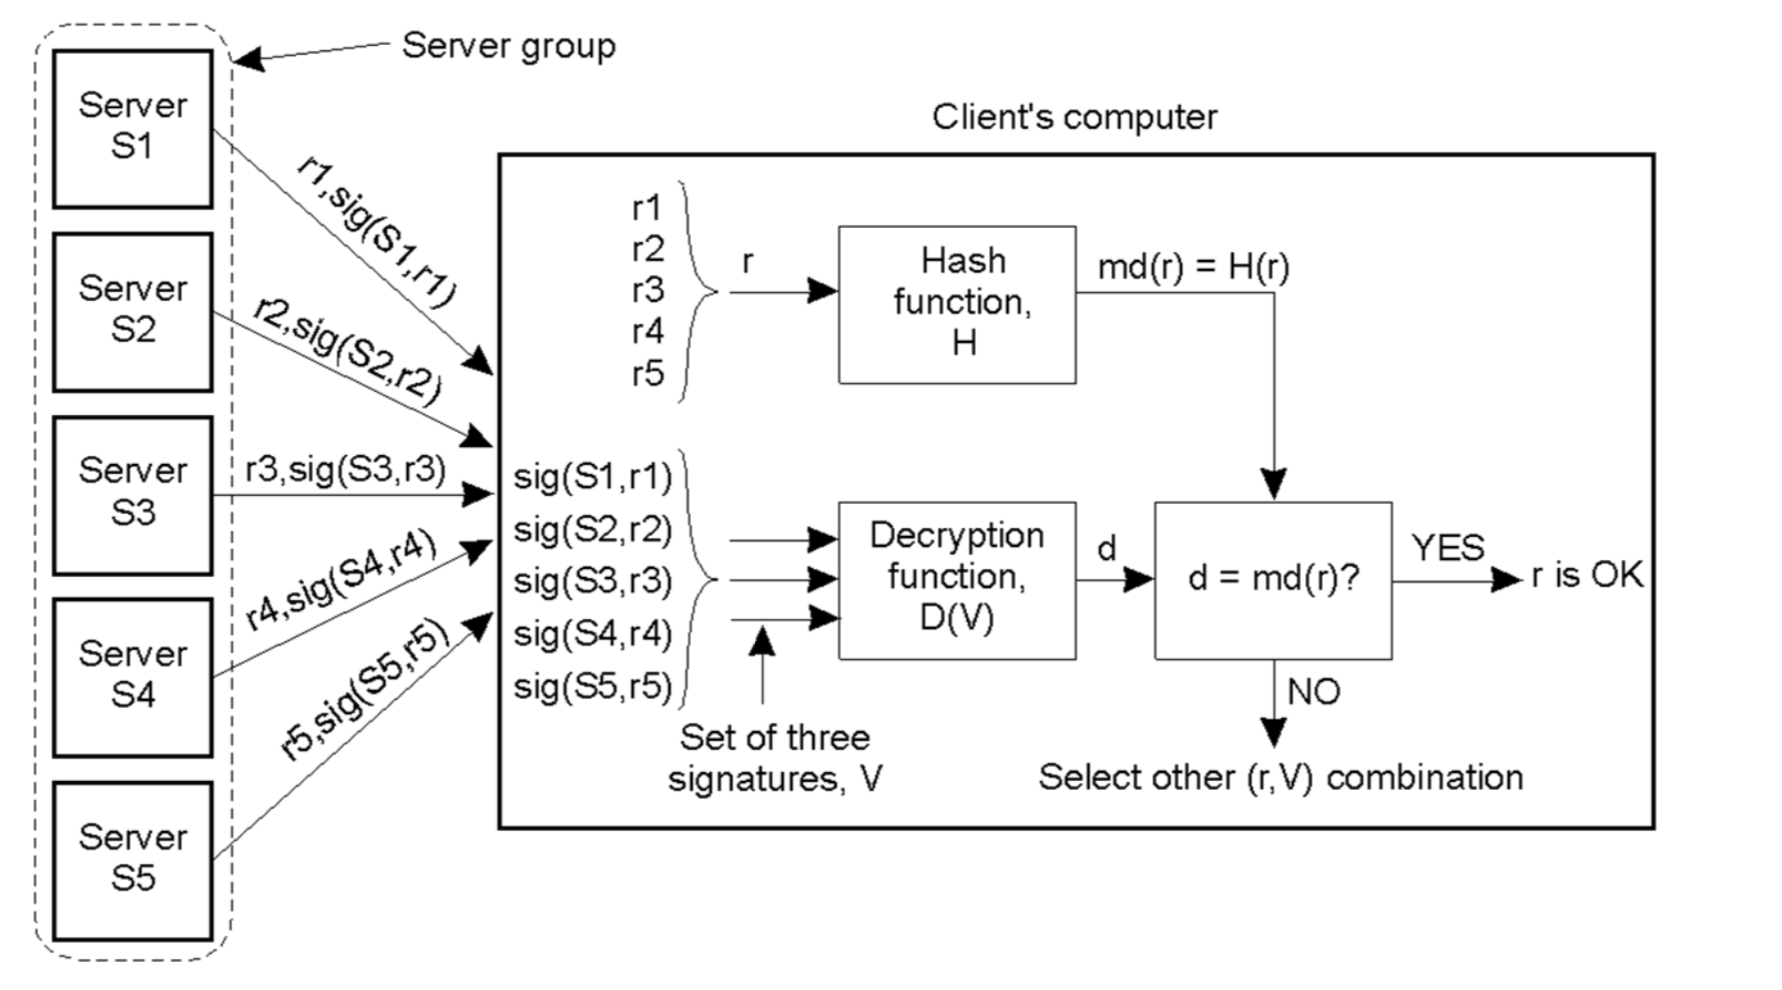 Server group
Server
S1
Server
S2
Server
S3
Server
S4
Server
S5
r1,sig(S1,r1)
r2,sig(S2,r2)
r3,sig(S3,r3)
r4,sig(S4,r4)
r5,sig(S5,r5)
Client's computer
r1
r2
r3
r4
r5
r
Hash
function,
H
md(r) = H(r)
sig(S1,r1)
sig(S2,r2)
sig(S3,r3)
sig(S4,r4)
sig(S5,r5)
Set of three
signatures, V
Decryption
function,
D(V)
d
d = md(r)?
YES
r is OK
NO
Select other (r,V) combination